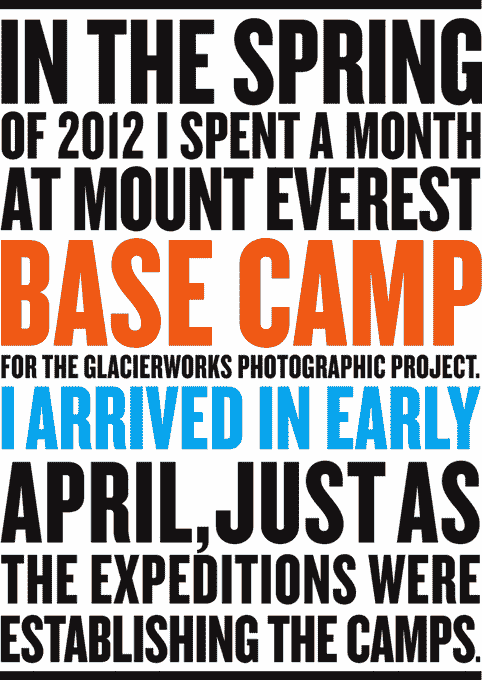 IN THE SPRING
OF 2012 I SPENT A MONTH
AT MOUNT EVEREST
BASE CAMP
FOR THE GLACIERWORKS PHOTOGRAPHIC PROJECT.
I ARRIVED IN EARLY
APRIL, JUST AS
THE EXPEDITIONS WERE
ESTABLISHING THE CAMPS.